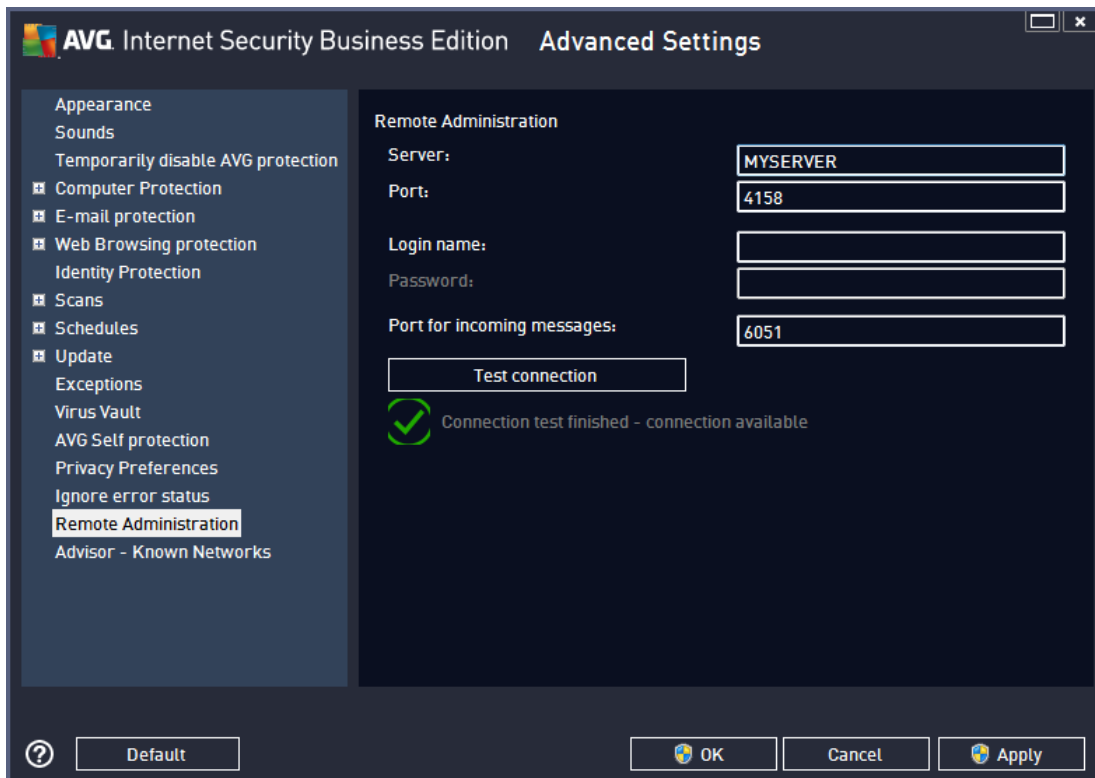 AVG. Internet Security Business Edition Advanced Settings
Appearance
Sounds
Temporarily disable AVG protection
Computer Protection
E-mail protection
Web Browsing protection
Identity Protection
Scans
Schedules
Update
Exceptions
Virus Vault
AVG Self protection
Privacy Preferences
Ignore error status
Remote Administration
Advisor - Known Networks
Remote Administration
Server: MYSERVER
Port: 4158
Login name:
Password:
Port for incoming messages: 6051
Test connection
Connection test finished - connection available
? Default OK Cancel Apply